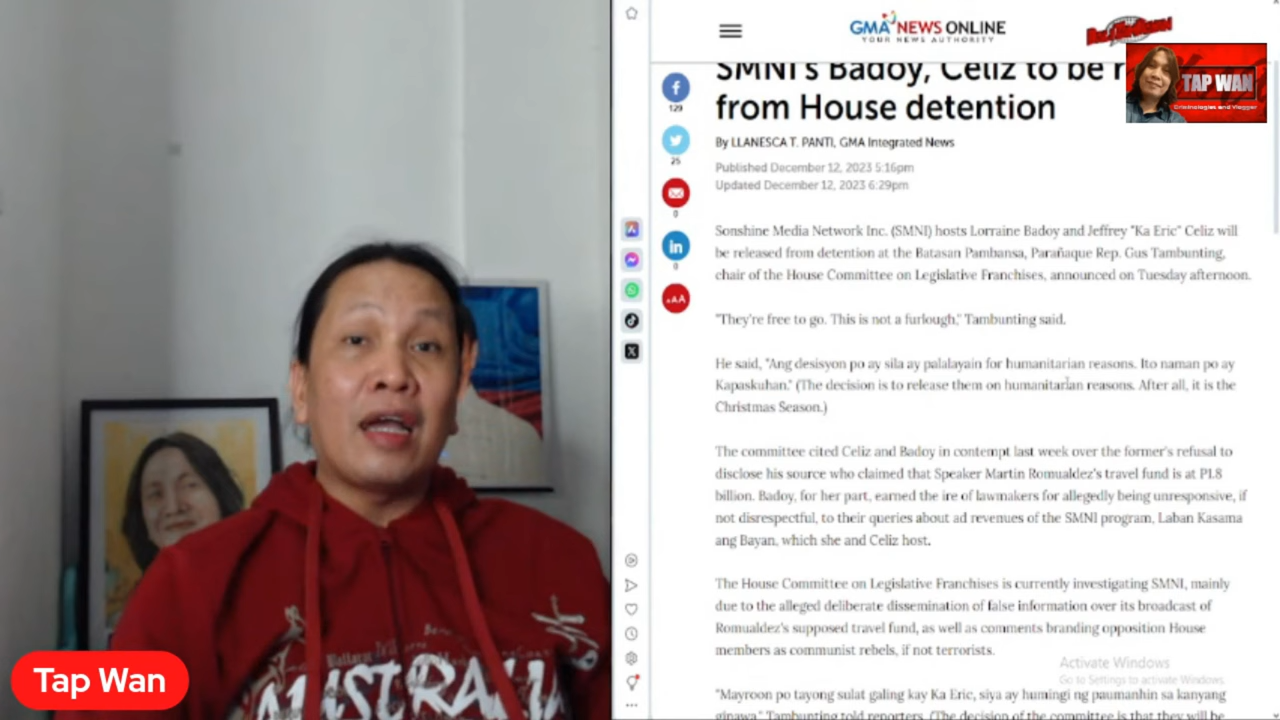 GMA NEWS ONLINE
YOUR NEWS AUTHORITY
TAP WAN
Criminologist and Vlogger
SMNI's Badoy, Celiz to be r
from House detention
By LLANESCA T. PANTI, GMA Integrated News
Published December 12, 2023 5:16pm
Updated December 12, 2023 6:29pm
129
25
0
0
AAA
Sonshine Media Network Inc. (SMNI) hosts Lorraine Badoy and Jeffrey "Ka Eric" Celiz will
be released from detention at the Batasan Pambansa, Parañaque Rep. Gus Tambunting,
chair of the House Committee on Legislative Franchises, announced on Tuesday afternoon.
"They're free to go. This is not a furlough," Tambunting said.
He said, "Ang desisyon po ay sila ay palalayain for humanitarian reasons. Ito naman po ay
Kapaskuhan." (The decision is to release them on humanitarian reasons. After all, it is the
Christmas Season.)
The committee cited Celiz and Badoy in contempt last week over the former's refusal to
disclose his source who claimed that Speaker Martin Romualdez's travel fund is at P1.8
billion. Badoy, for her part, earned the ire of lawmakers for allegedly being unresponsive, if
not disrespectful, to their queries about ad revenues of the SMNI program, Laban Kasama
ang Bayan, which she and Celiz host.
The House Committee on Legislative Franchises is currently investigating SMNI, mainly
due to the alleged deliberate dissemination of false information over its broadcast of
Romualdez's supposed travel fund, as well as comments branding opposition House
members as communist rebels, if not terrorists.
Activate Windows
Go to Settings to activate Windows.
"Mayroon po tayong sulat galing kay Ka Eric, siya ay humingi ng paumanhin sa kanyang
ginawa," Tambunting told reporters. (The decision of the committee is that they will be
AUSTRALIA
Tap Wan